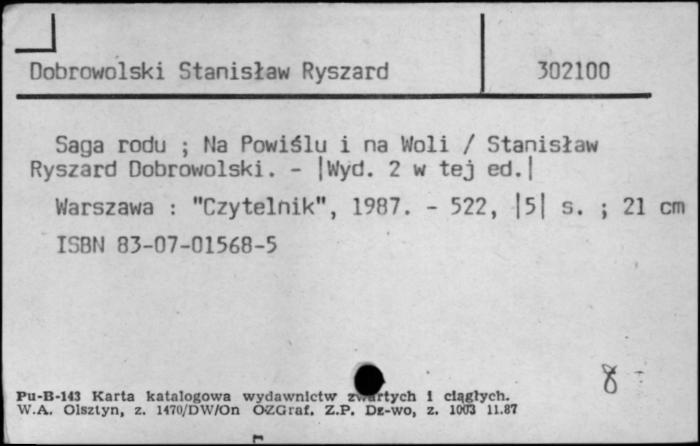 Dobrowolski Stanisław Ryszard 302100
Saga rodu ; Na Powiślu i na Woli / Stanisław
Ryszard Dobrowolski. - |Wyd. 2 w tej ed.|
Warszawa : "Czytelnik", 1987. - 522, |5| s. ; 21 cm
ISBN 83-07-01568-5
Pu-B-143 Karta katalogowa wydawnictw zwartych i ciągłych.
W.A. Olsztyn, z. 1470/DW/On OZGraf. Z.P. Dz-wo, z. 1003 11.87
8